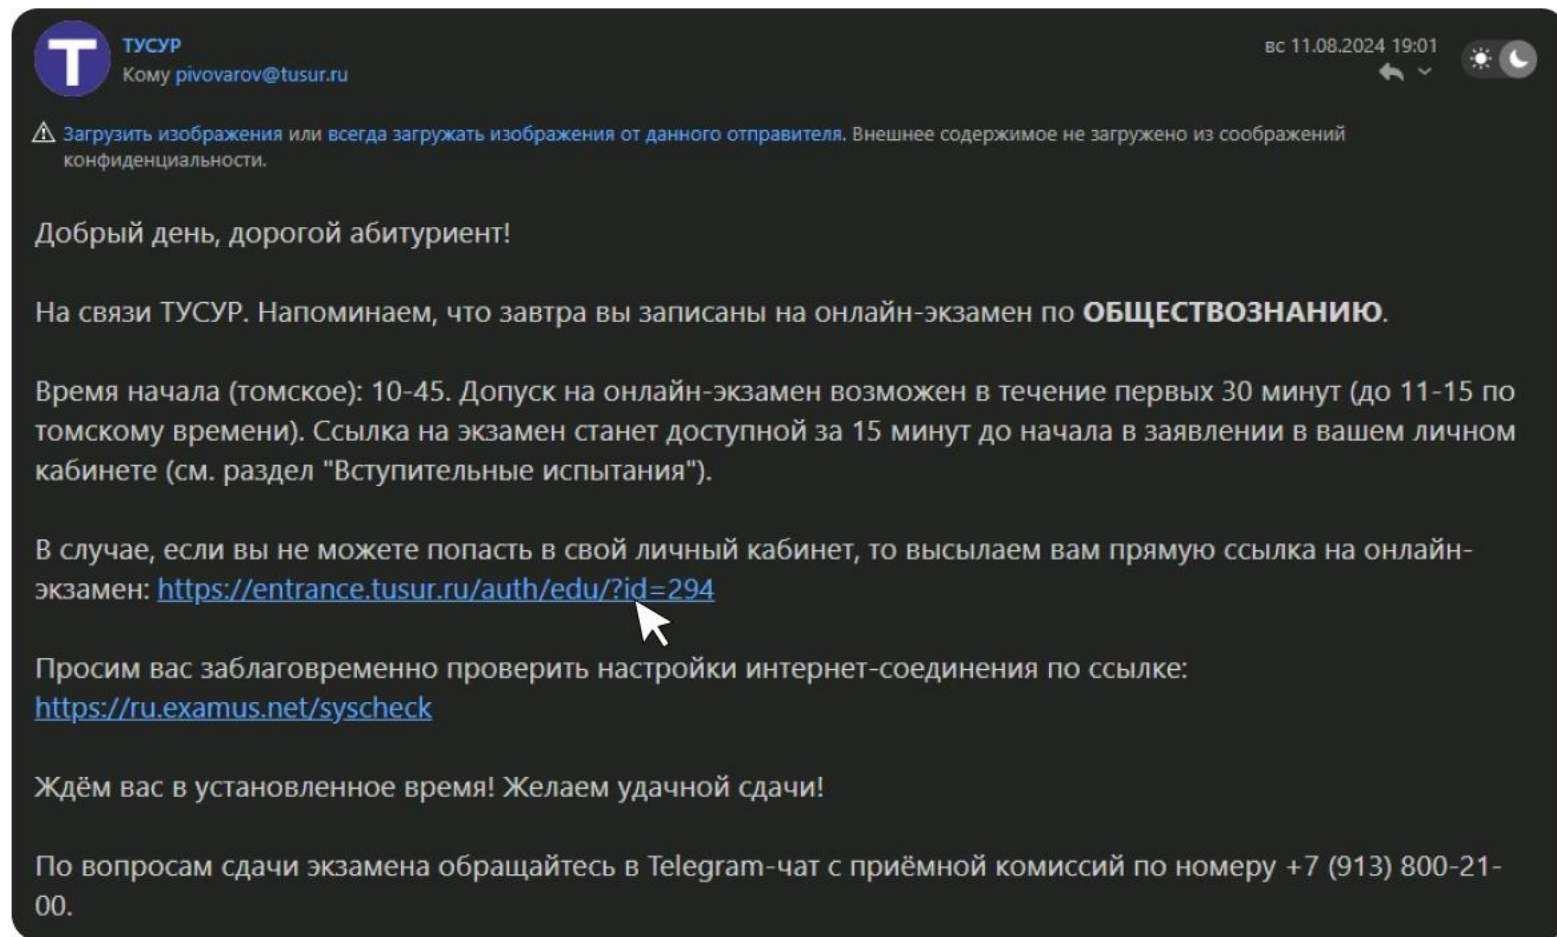 Т
ТУСУР
Кому pivovarov@tusur.ru
вс 11.08.2024 19:01
Загрузить изображения или всегда загружать изображения от данного отправителя. Внешнее содержимое не загружено из соображений
конфиденциальности.
Добрый день, дорогой абитуриент!
На связи ТУСУР. Напоминаем, что завтра вы записаны на онлайн-экзамен по ОБЩЕСТВОЗНАНИЮ.
Время начала (томское): 10-45. Допуск на онлайн-экзамен возможен в течение первых 30 минут (до 11-15 по
томскому времени). Ссылка на экзамен станет доступной за 15 минут до начала в заявлении в вашем личном
кабинете (см. раздел "Вступительные испытания").
В случае, если вы не можете попасть в свой личный кабинет, то высылаем вам прямую ссылка на онлайн-
экзамен: https://entrance.tusur.ru/auth/edu/?id=294
Просим вас заблаговременно проверить настройки интернет-соединения по ссылке:
https://ru.examus.net/syscheck
Ждём вас в установленное время! Желаем удачной сдачи!
По вопросам сдачи экзамена обращайтесь в Telegram-чат с приёмной комиссий по номеру +7 (913) 800-21-
00.